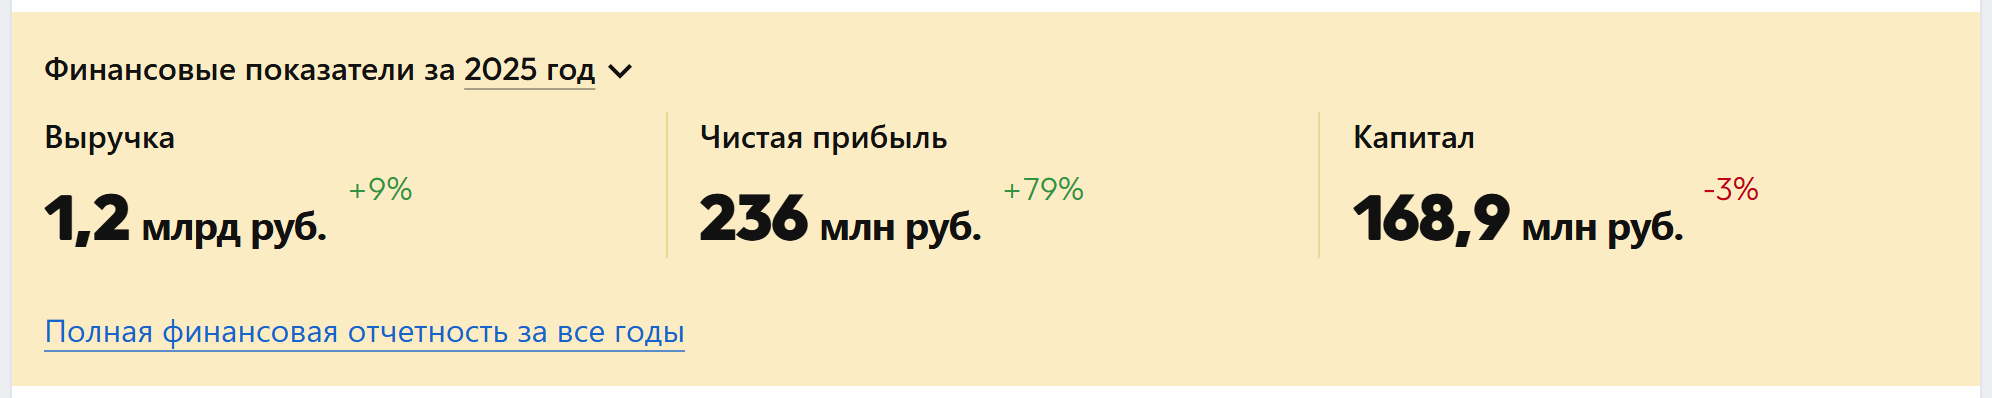 Финансовые показатели за 2025 год
Выручка
1,2 млрд руб. +9%
Чистая прибыль
236 млн руб. +79%
Капитал
168,9 млн руб. -3%
Полная финансовая отчетность за все годы